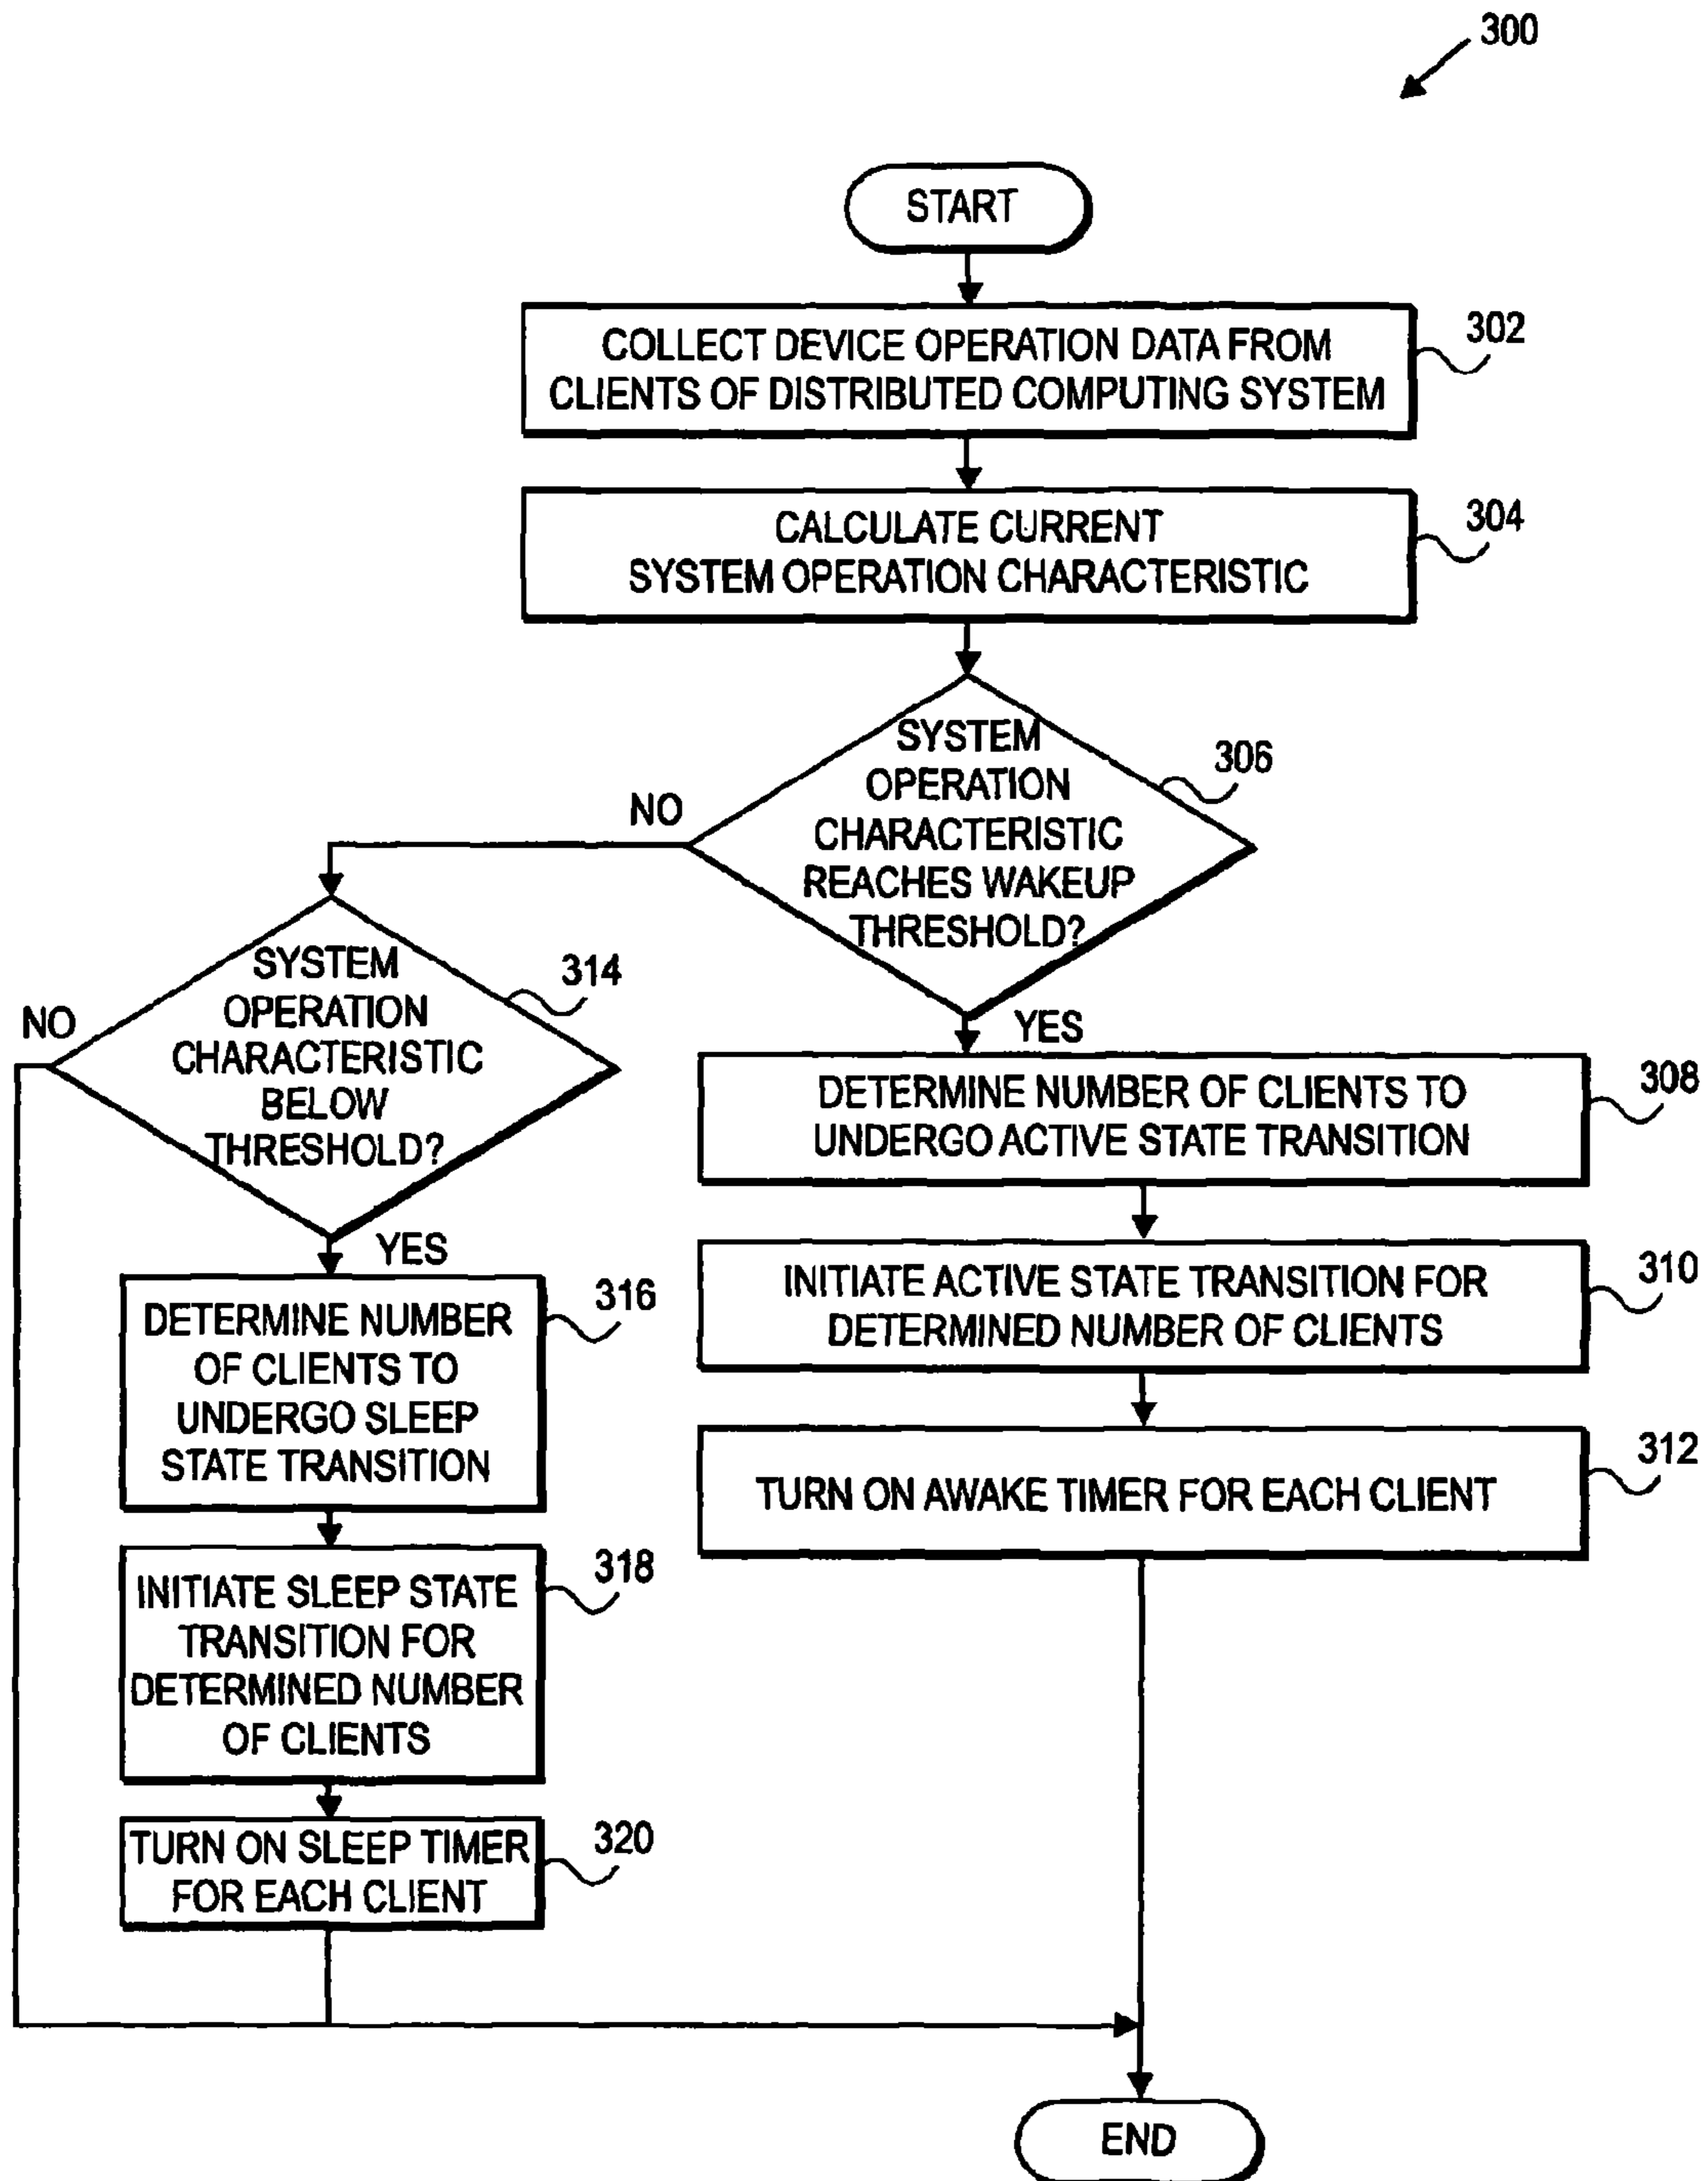 300
START
COLLECT DEVICE OPERATION DATA FROM
CLIENTS OF DISTRIBUTED COMPUTING SYSTEM
302
CALCULATE CURRENT
SYSTEM OPERATION CHARACTERISTIC
304
SYSTEM
OPERATION
CHARACTERISTIC
REACHES WAKEUP
THRESHOLD?
306
NO
YES
SYSTEM
OPERATION
CHARACTERISTIC
BELOW
THRESHOLD?
314
NO
YES
DETERMINE NUMBER OF CLIENTS TO
UNDERGO ACTIVE STATE TRANSITION
308
INITIATE ACTIVE STATE TRANSITION FOR
DETERMINED NUMBER OF CLIENTS
310
TURN ON AWAKE TIMER FOR EACH CLIENT
312
DETERMINE NUMBER
OF CLIENTS TO
UNDERGO SLEEP
STATE TRANSITION
316
INITIATE SLEEP STATE
TRANSITION FOR
DETERMINED NUMBER
OF CLIENTS
318
TURN ON SLEEP TIMER
FOR EACH CLIENT
320
END